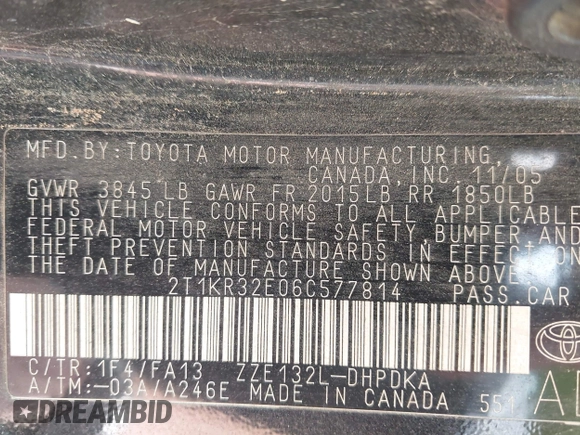 MFD.BY:TOYOTA MOTOR MANUFACTURING,
CANADA, INC. 11/05
GVWR 3845LB GAWR FR 2015LB RR 1850LB
THIS VEHICLE CONFORMS TO ALL APPLICABLE
FEDERAL MOTOR VEHICLE SAFETY, BUMPER AND
THEFT PREVENTION STANDARDS IN EFFECT ON
THE DATE OF MANUFACTURE SHOWN ABOVE.
2T1KR32E06C577814 PASS.CAR
C/TR:1F4/FA13 ZZE132L-DHPDKA
A/TM:-03A/A246E MADE IN CANADA 551
DREAMBID
.COM